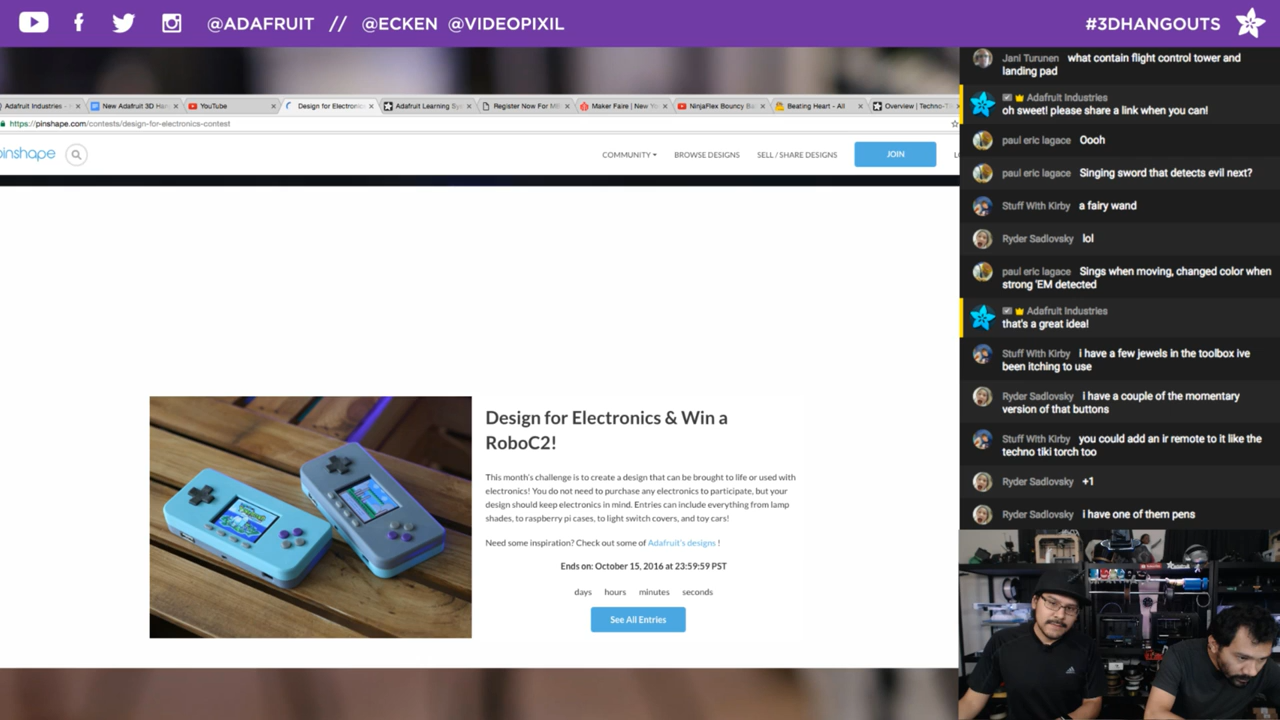 @ADAFRUIT // @ECKEN @VIDEOPIXIL
#3DHANGOUTS
Adafruit Industries -
New Adafruit 3D Han
YouTube
Design for Electronic
Adafruit Learning Sys
Register Now For Mi
Maker Faire | New Yo
NinjaFlex Bouncy Be
Beating Heart - All
Overview | Techno-Ti
https://pinshape.com/contests/design-for-electronics-contest
pinshape
COMMUNITY
BROWSE DESIGNS
SELL / SHARE DESIGNS
JOIN
Design for Electronics & Win a
RoboC2!
This month's challenge is to create a design that can be brought to life or used with
electronics! You do not need to purchase any electronics to participate, but your
design should keep electronics in mind. Entries can include everything from lamp
shades, to raspberry pi cases, to light switch covers, and toy cars!
Need some inspiration? Check out some of Adafruit's designs !
Ends on: October 15, 2016 at 23:59:59 PST
days hours minutes seconds
See All Entries
Jani Turunen what contain flight control tower and
landing pad
Adafruit Industries
oh sweet! please share a link when you can!
paul eric lagace Oooh
paul eric lagace Singing sword that detects evil next?
Stuff With Kirby a fairy wand
Ryder Sadlovsky lol
paul eric lagace Sings when moving, changed color when
strong 'EM detected
Adafruit Industries
that's a great idea!
Stuff With Kirby i have a few jewels in the toolbox ive
been itching to use
Ryder Sadlovsky i have a couple of the momentary
version of that buttons
Stuff With Kirby you could add an ir remote to it like the
techno tiki torch too
Ryder Sadlovsky +1
Ryder Sadlovsky i have one of them pens